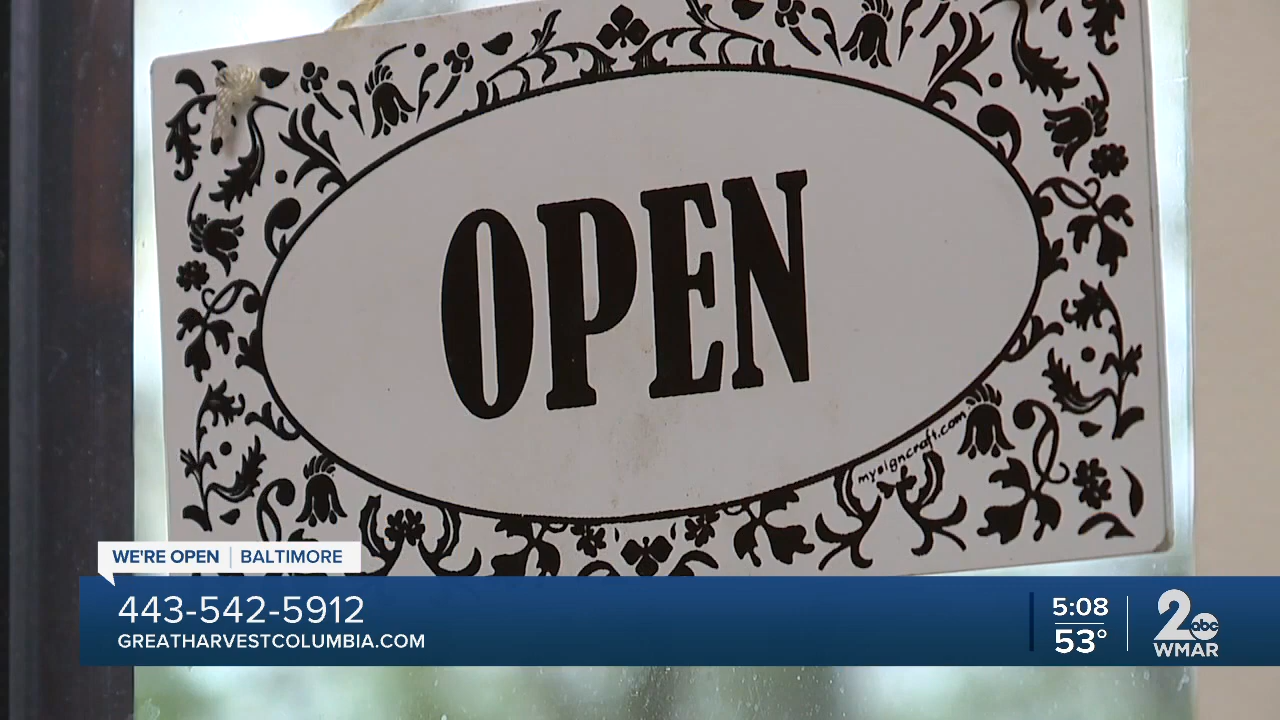 OPEN
mysigncraft.com
WE'RE OPEN | BALTIMORE
443-542-5912
GREATHARVESTCOLUMBIA.COM
5:08
53°
2 abc
WMAR